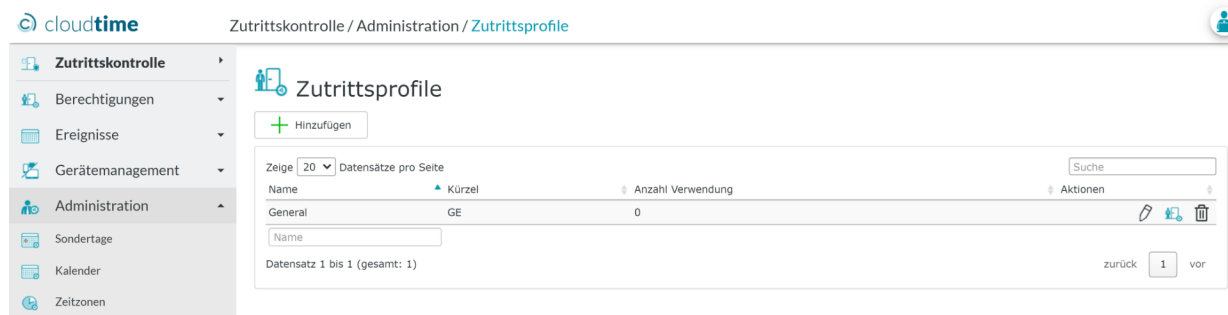 cloudtime
Zutrittskontrolle / Administration / Zutrittsprofile
Zutrittskontrolle
Berechtigungen
Ereignisse
Gerätemanagement
Administration
Sondertage
Kalender
Zeitzonen
Zutrittsprofile
Hinzufügen
Zeige 20 Datensätze pro Seite
Suche
Name Kürzel Anzahl Verwendung Aktionen
General GE 0
Name
Datensatz 1 bis 1 (gesamt: 1)
zurück 1 vor